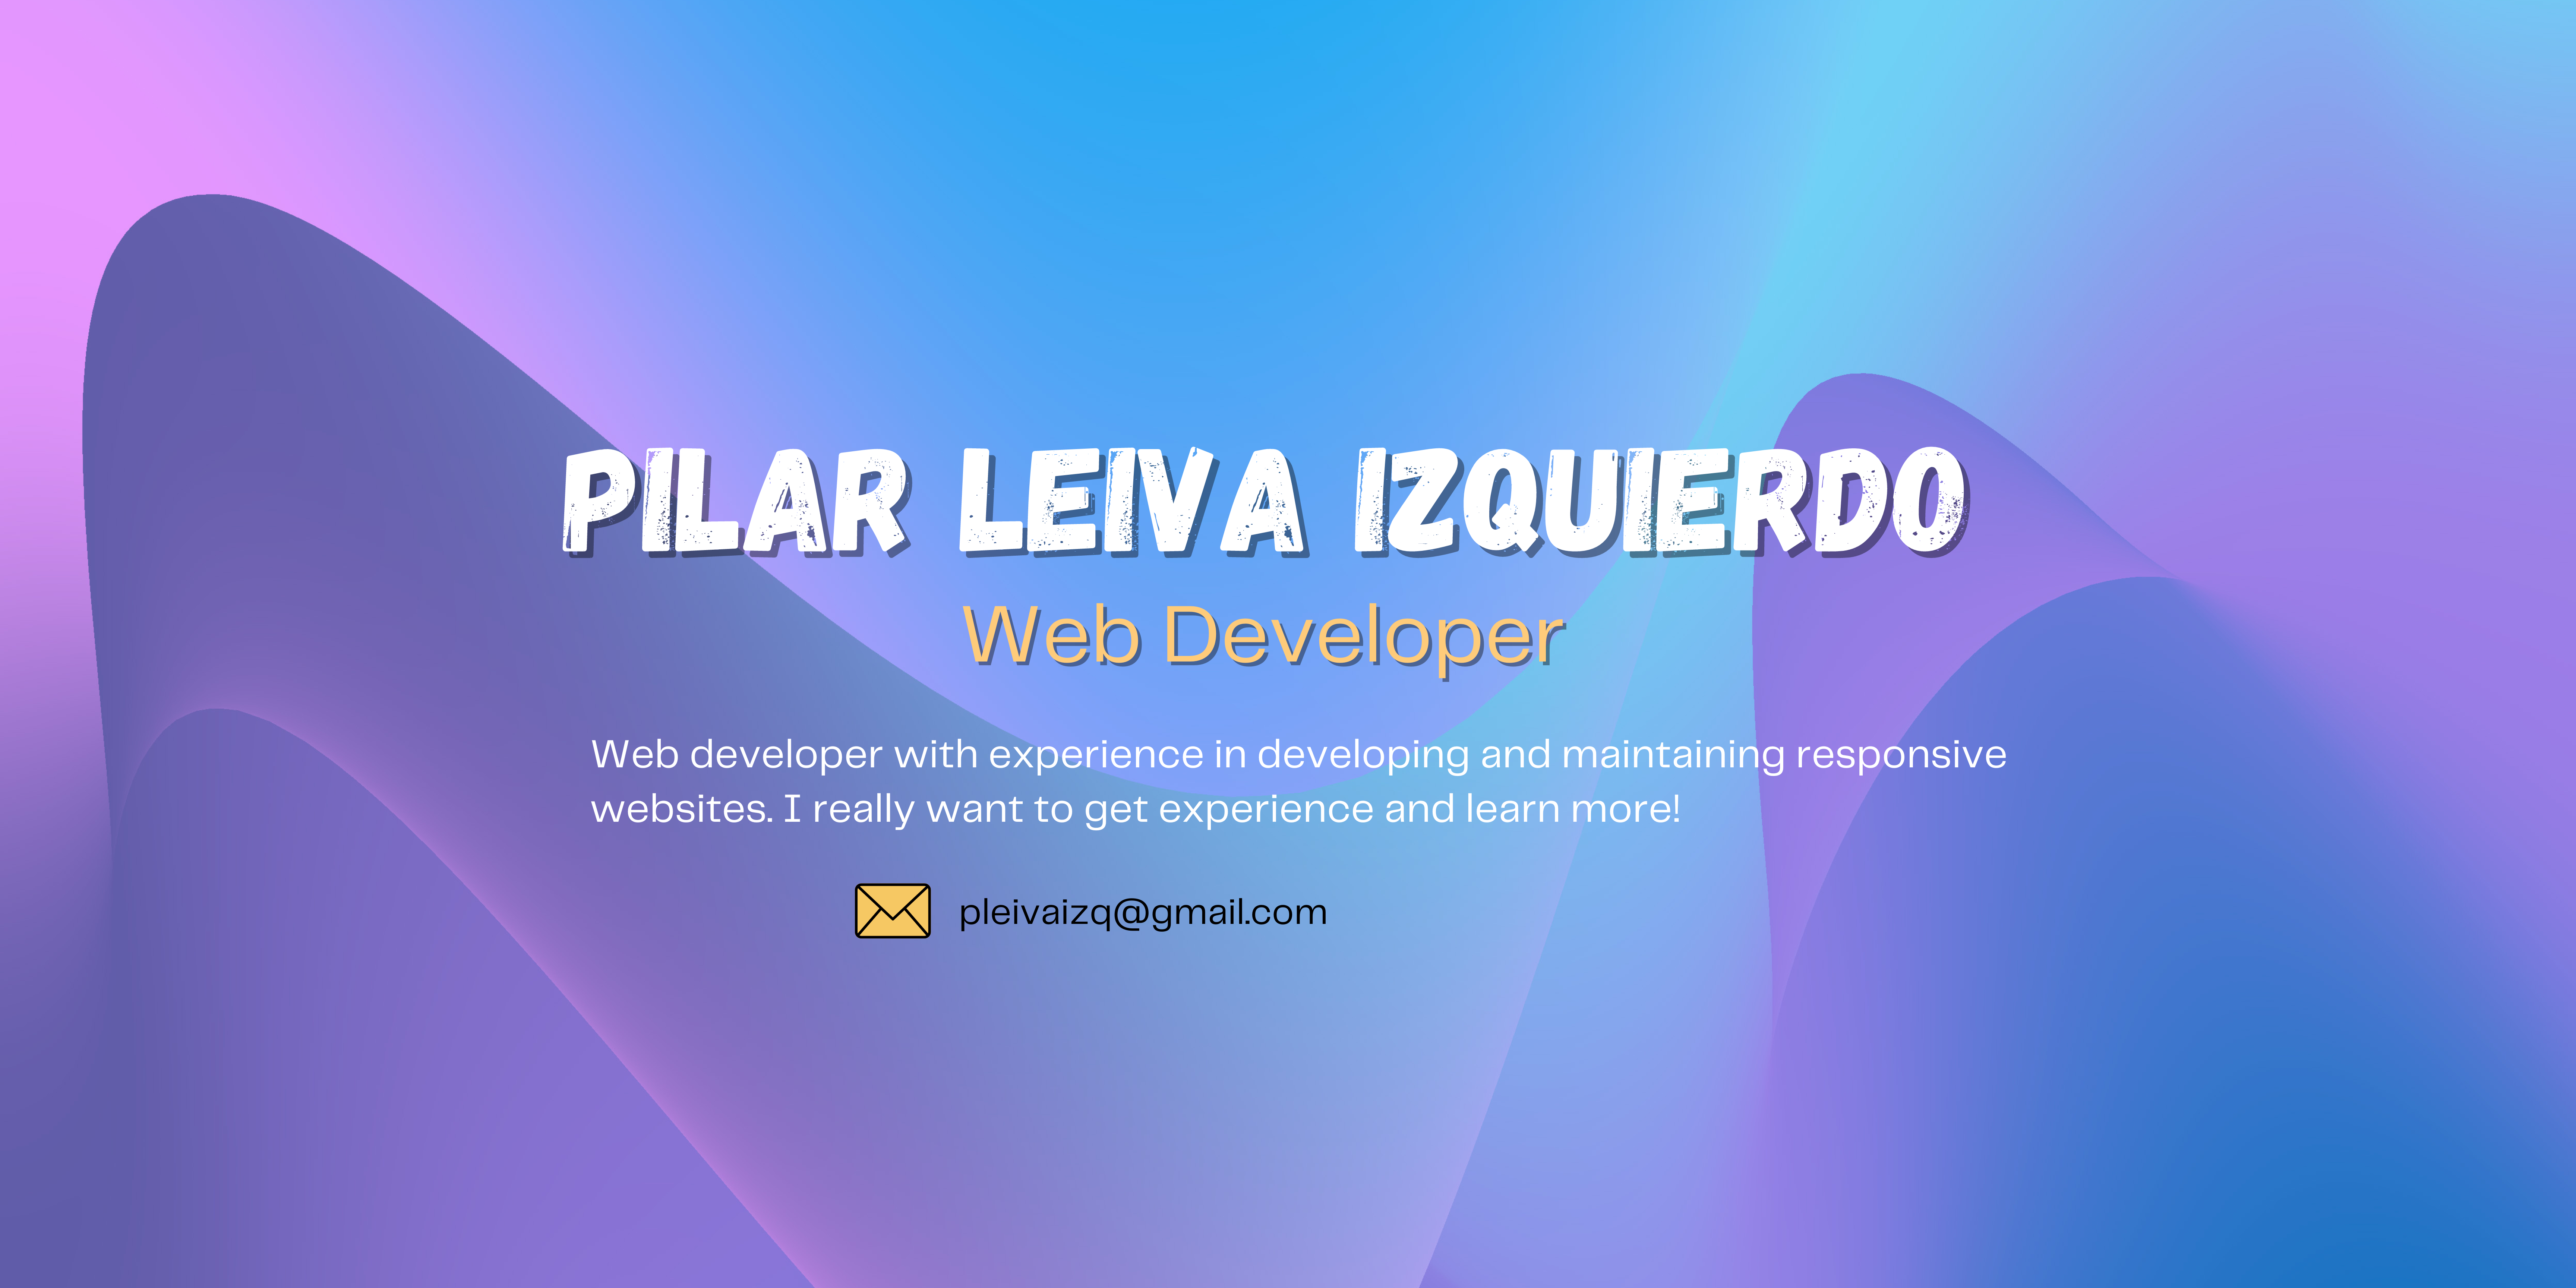 PILAR LEIVA IZQUIERDO
Web Developer
Web developer with experience in developing and maintaining responsive
websites. I really want to get experience and learn more!
pleivaizq@gmail.com